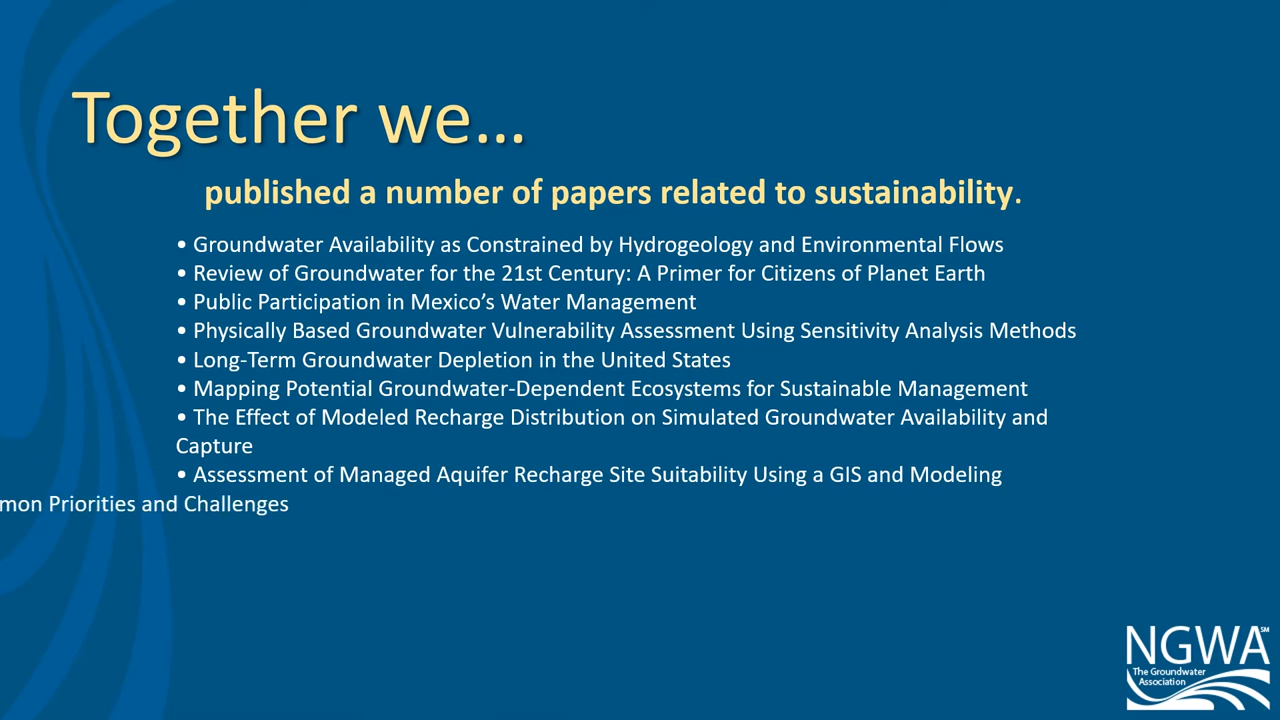 Together we...
published a number of papers related to sustainability.
• Groundwater Availability as Constrained by Hydrogeology and Environmental Flows
• Review of Groundwater for the 21st Century: A Primer for Citizens of Planet Earth
• Public Participation in Mexico’s Water Management
• Physically Based Groundwater Vulnerability Assessment Using Sensitivity Analysis Methods
• Long-Term Groundwater Depletion in the United States
• Mapping Potential Groundwater-Dependent Ecosystems for Sustainable Management
• The Effect of Modeled Recharge Distribution on Simulated Groundwater Availability and
Capture
• Assessment of Managed Aquifer Recharge Site Suitability Using a GIS and Modeling
mon Priorities and Challenges
NGWA℠
The Groundwater
Association